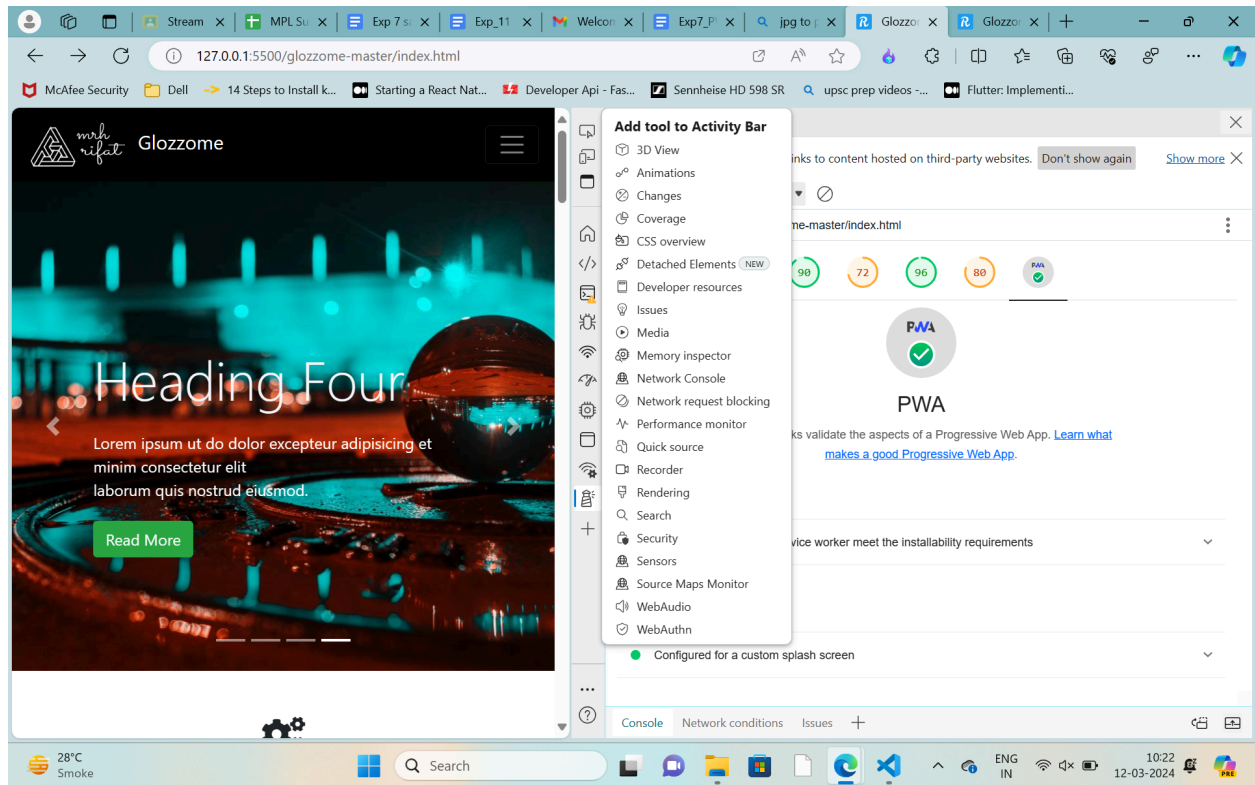 Stream
MPL Su
Exp 7 s
Exp_11
Welcon
Exp7_P
jpg to p
Glozzor
Glozzor
127.0.0.1:5500/glozzome-master/index.html
McAfee Security
Dell
14 Steps to Install k...
Starting a React Nat...
Developer Api - Fas...
Sennheise HD 598 SR
upsc prep videos -...
Flutter: Implementi...
mrh
rifat
Glozzome
Heading Four
Lorem ipsum ut do dolor excepteur adipisicing et
minim consectetur elit
laborum quis nostrud eiusmod.
Read More
Add tool to Activity Bar
3D View
Animations
Changes
Coverage
CSS overview
Detached Elements NEW
Developer resources
Issues
Media
Memory inspector
Network Console
Network request blocking
Performance monitor
Quick source
Recorder
Rendering
Search
Security
Sensors
Source Maps Monitor
WebAudio
WebAuthn
inks to content hosted on third-party websites. Don't show again Show more
me-master/index.html
90 72 96 80 PWA
PWA
PWA
ks validate the aspects of a Progressive Web App. Learn what
makes a good Progressive Web App.
vice worker meet the installability requirements
Configured for a custom splash screen
Console Network conditions Issues
28°C
Smoke
Search
ENG
IN
10:22
12-03-2024
PRE